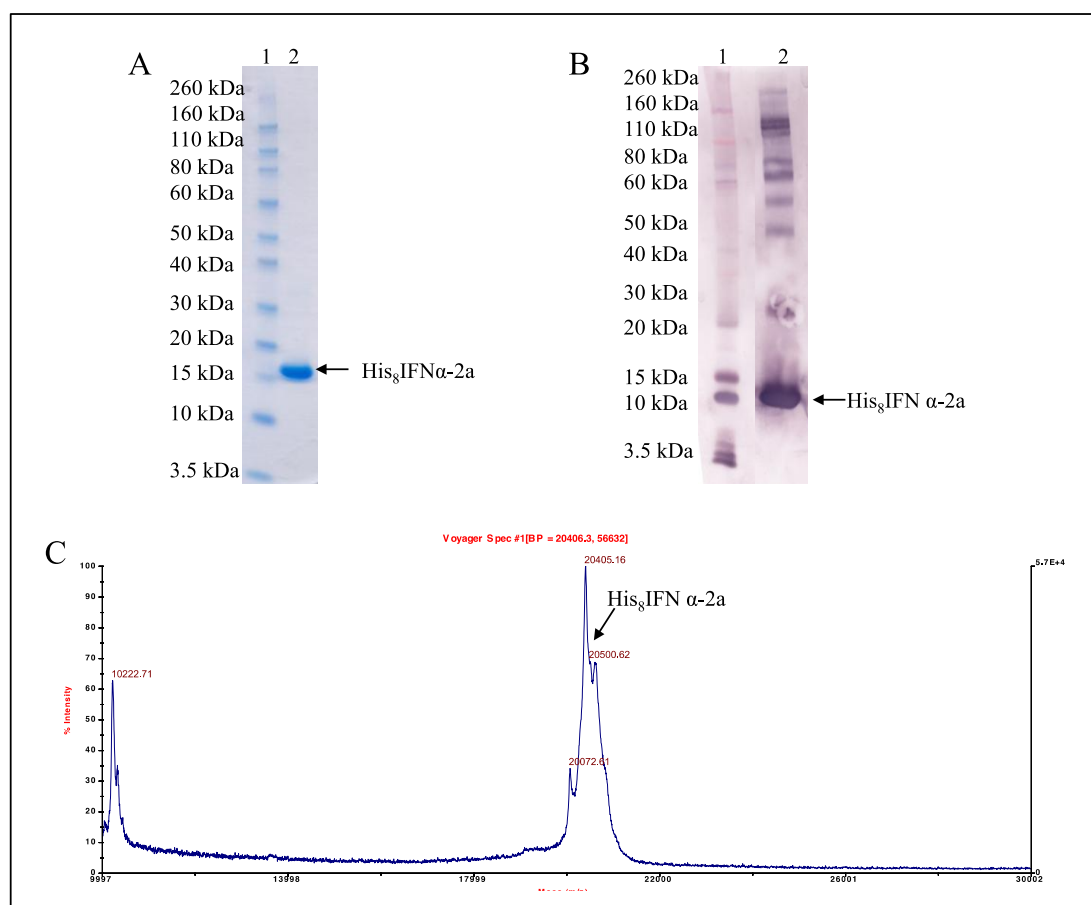 A
1 2
260 kDa
160 kDa
110 kDa
80 kDa
60 kDa
50 kDa
40 kDa
30 kDa
20 kDa
15 kDa
10 kDa
3.5 kDa
His₈IFNα-2a
B
1 2
260 kDa
160 kDa
110 kDa
80 kDa
60 kDa
50 kDa
40 kDa
30 kDa
20 kDa
15 kDa
10 kDa
3.5 kDa
His₈IFN α-2a
C
Voyager Spec #1[BP = 20406.3, 56632]
20405.16
5.7E+4
His₈IFN α-2a
20500.62
10222.71
20072.61
% Intensity
100
90
80
70
60
50
40
30
20
10
0
0
9997 13998 17999 22000 26001 30002